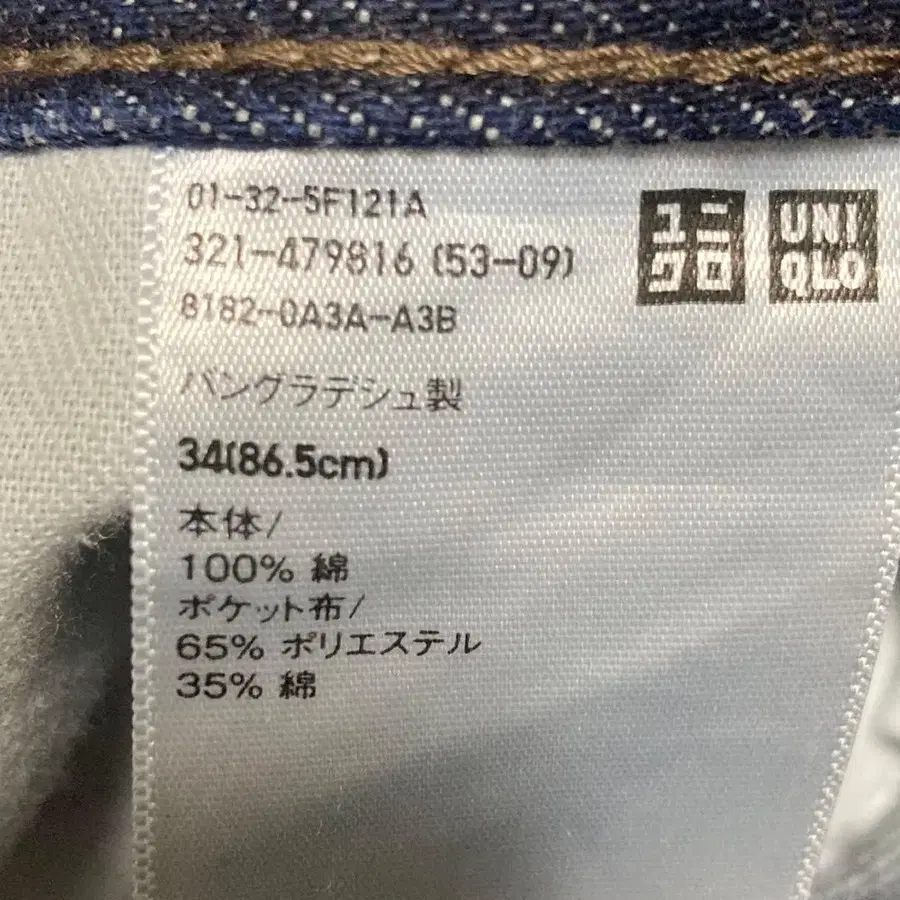 01-32-5F121A
321-479816 (53-09)
8182-0A3A-A3B
バングラデシュ製
34(86.5cm)
本体/
100% 綿
ポケット布/
65% ポリエステル
35% 綿
ユニ
クロ
UNI
QLO